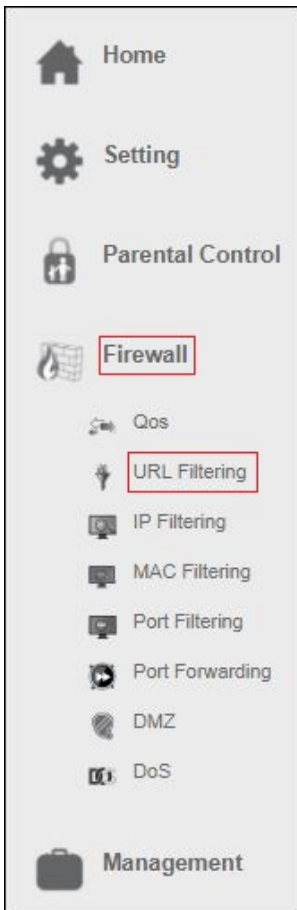 Home
Setting
Parental Control
Firewall
Qos
URL Filtering
IP Filtering
MAC Filtering
Port Filtering
Port Forwarding
DMZ
DoS
Management